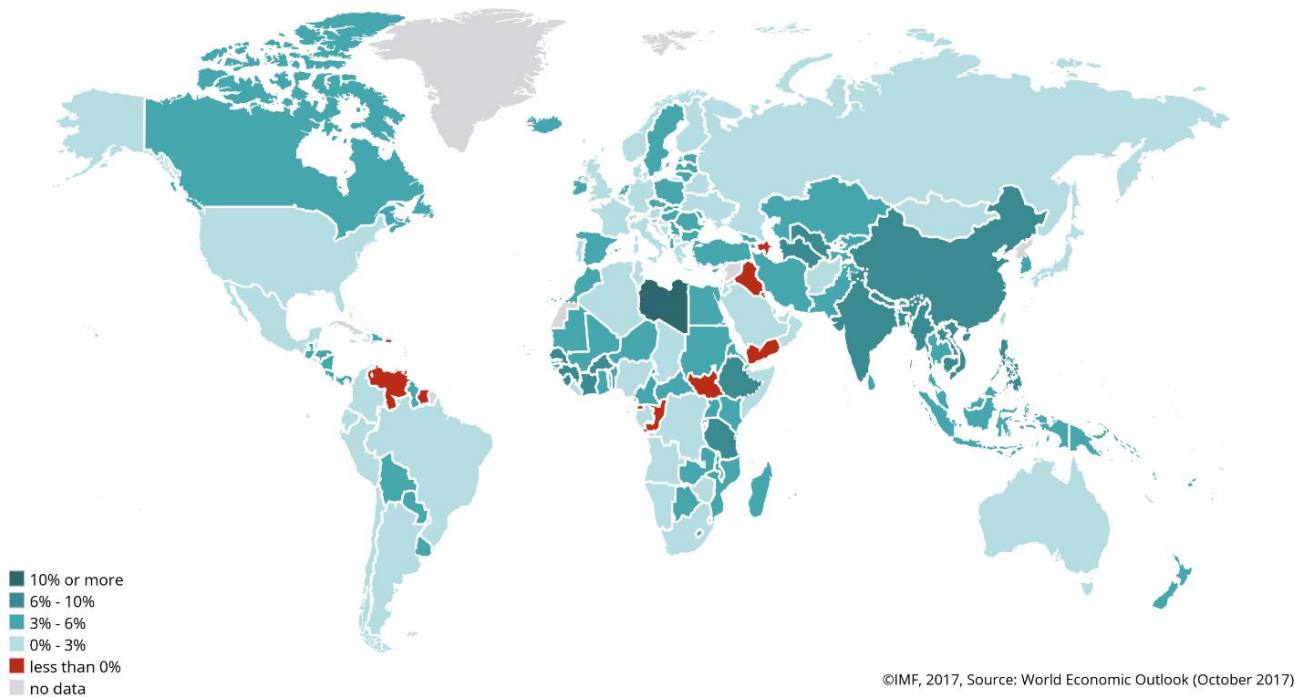 10% or more
6% - 10%
3% - 6%
0% - 3%
less than 0%
no data
©IMF, 2017, Source: World Economic Outlook (October 2017)